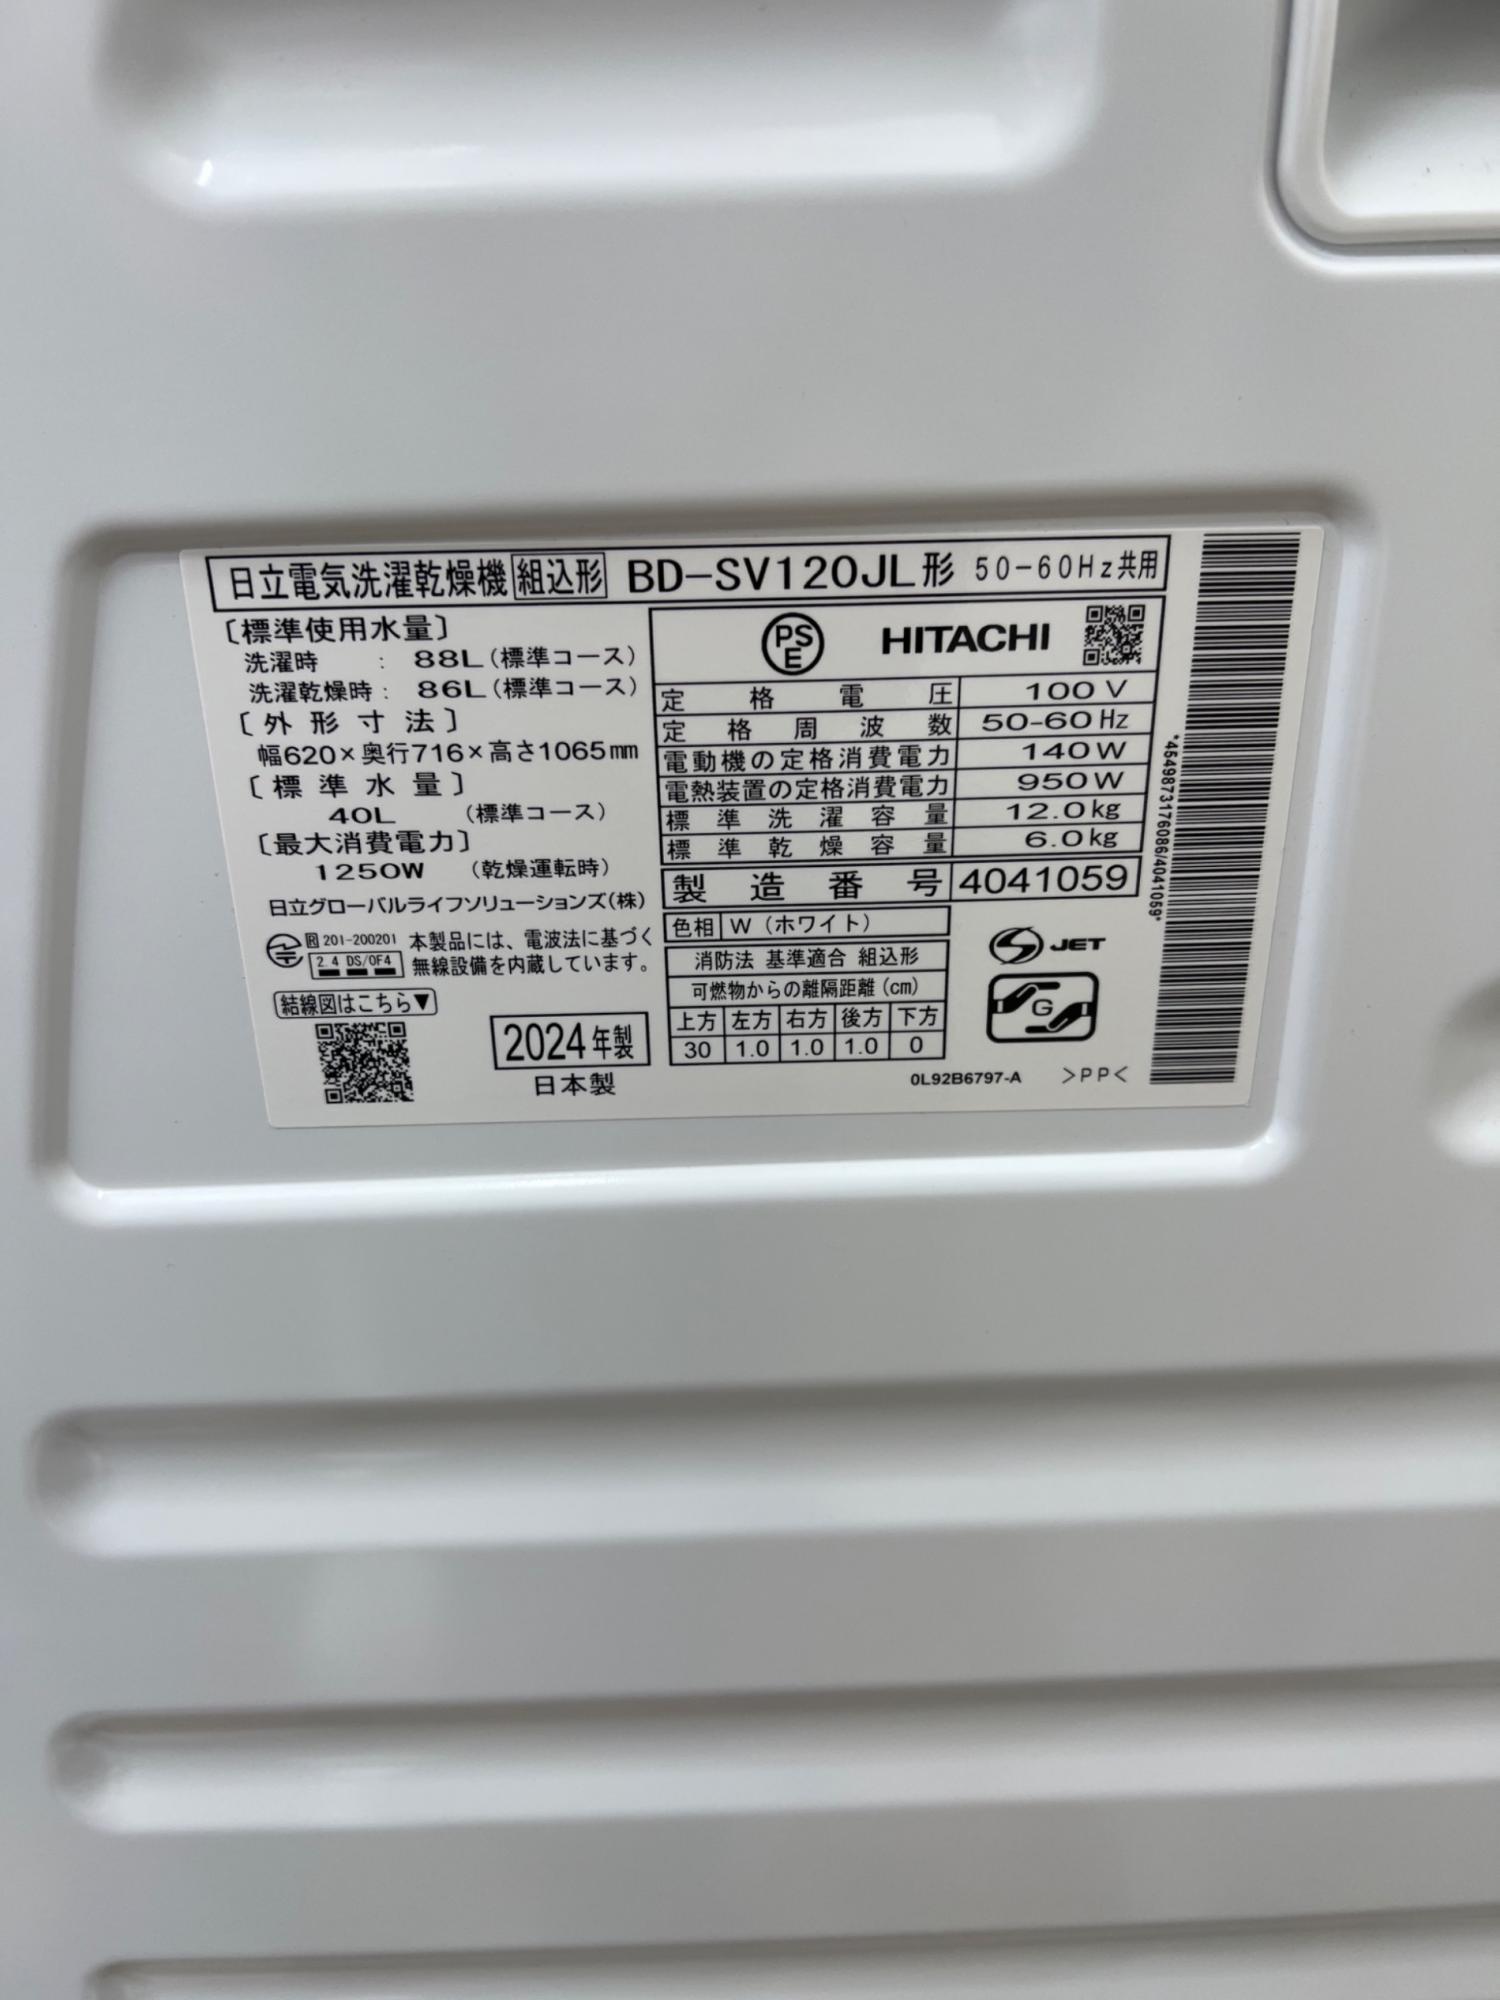 日立電気洗濯乾燥機 組込形 BD-SV120JL形 50-60Hz共用
〔標準使用水量〕
洗濯時 : 88L(標準コース)
洗濯乾燥時: 86L(標準コース)
〔外形寸法〕
幅620×奥行716×高さ1065mm
〔標準水量〕
40L (標準コース)
〔最大消費電力〕
1250W (乾燥運転時)
日立グローバルライフソリューションズ(株)
R 201-200201 本製品には、電波法に基づく
2.4 DS/OF4 無線設備を内蔵しています。
結線図はこちら▼
2024年製
日本製
PSE HITACHI
定格電圧 100V
定格周波数 50-60Hz
電動機の定格消費電力 140W
電熱装置の定格消費電力 950W
標準洗濯容量 12.0kg
標準乾燥容量 6.0kg
製造番号 4041059
色相 W(ホワイト)
消防法 基準適合 組込形
可燃物からの離隔距離(cm)
上方 左方 右方 後方 下方
30 1.0 1.0 1.0 0
S JET
G
0L92B6797-A >PP<
*4549873176086/4041059*